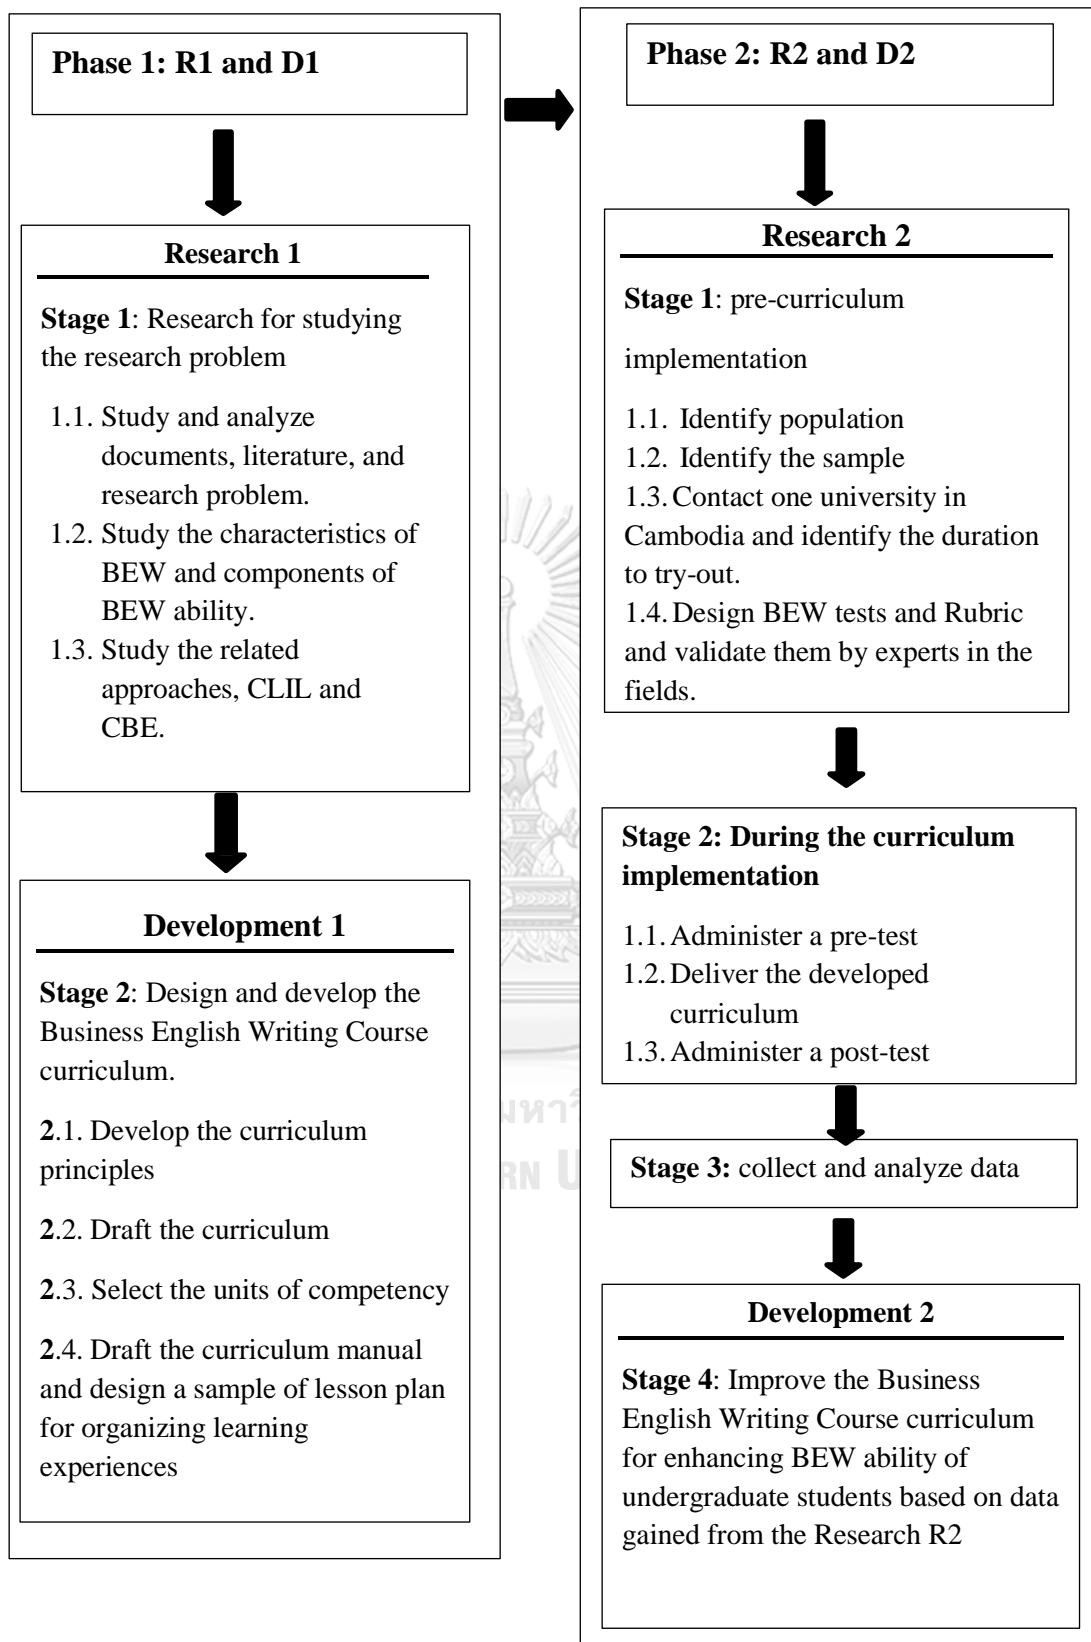 Phase 1: R1 and D1
Research 1
Stage 1: Research for studying
the research problem
1.1. Study and analyze
documents, literature, and
research problem.
1.2. Study the characteristics of
BEW and components of
BEW ability.
1.3. Study the related
approaches, CLIL and
CBE.
Development 1
Stage 2: Design and develop the
Business English Writing Course
curriculum.
2.1. Develop the curriculum
principles
2.2. Draft the curriculum
2.3. Select the units of competency
2.4. Draft the curriculum manual
and design a sample of lesson plan
for organizing learning
experiences
Phase 2: R2 and D2
Research 2
Stage 1: pre-curriculum
implementation
1.1. Identify population
1.2. Identify the sample
1.3. Contact one university in
Cambodia and identify the duration
to try-out.
1.4. Design BEW tests and Rubric
and validate them by experts in the
fields.
Stage 2: During the curriculum
implementation
1.1. Administer a pre-test
1.2. Deliver the developed
curriculum
1.3. Administer a post-test
Stage 3: collect and analyze data
Development 2
Stage 4: Improve the Business
English Writing Course curriculum
for enhancing BEW ability of
undergraduate students based on data
gained from the Research R2